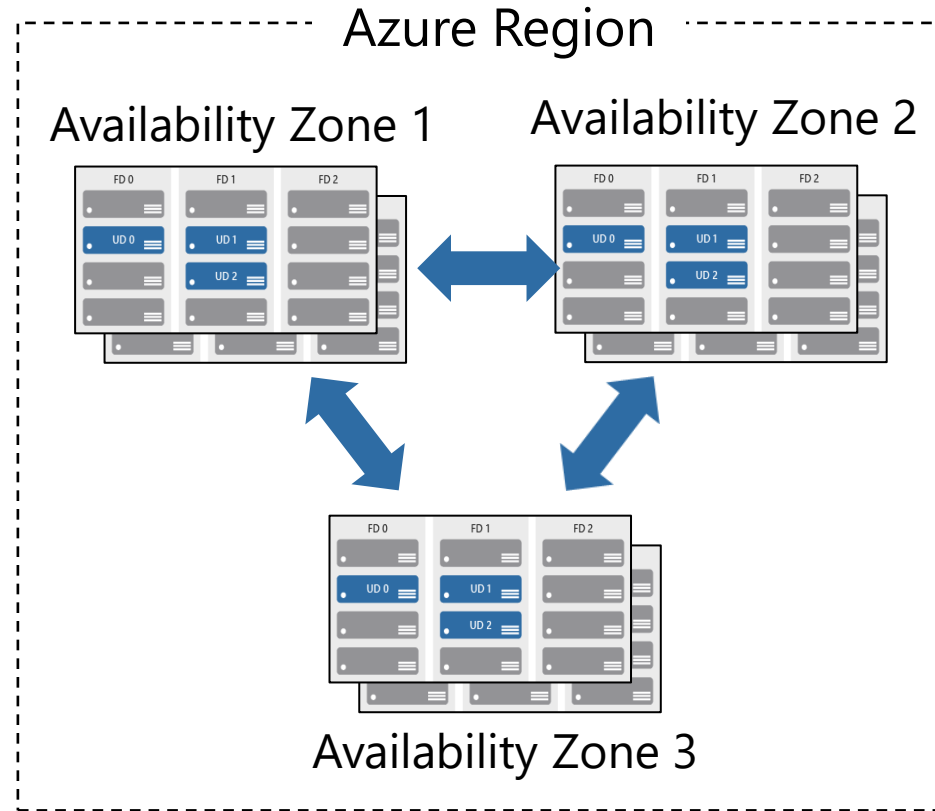 Azure Region
Availability Zone 1
Availability Zone 2
FD 0 FD 1 FD 2
UD 0 UD 1
UD 2
FD 0 FD 1 FD 2
UD 0 UD 1
UD 2
FD 0 FD 1 FD 2
UD 0 UD 1
UD 2
Availability Zone 3